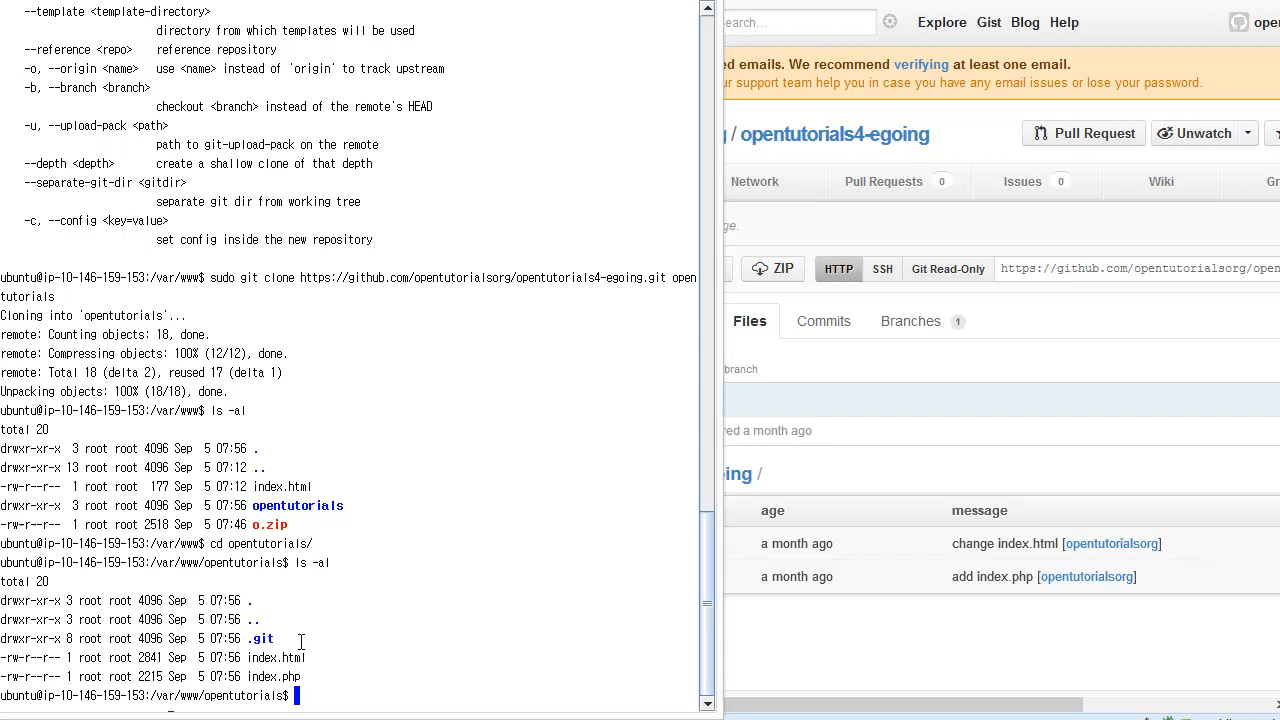 --template <template-directory>
directory from which templates will be used
--reference <repo>   reference repository
-o, --origin <name>   use <name> instead of 'origin' to track upstream
-b, --branch <branch>
checkout <branch> instead of the remote's HEAD
-u, --upload-pack <path>
path to git-upload-pack on the remote
--depth <depth>       create a shallow clone of that depth
--separate-git-dir <gitdir>
separate git dir from working tree
-c, --config <key=value>
set config inside the new repository
ubuntu@ip-10-146-159-153:/var/www$ sudo git clone https://github.com/opentutorialsorg/opentutorials4-egoing.git open
tutorials
Cloning into 'opentutorials'...
remote: Counting objects: 18, done.
remote: Compressing objects: 100% (12/12), done.
remote: Total 18 (delta 2), reused 17 (delta 1)
Unpacking objects: 100% (18/18), done.
ubuntu@ip-10-146-159-153:/var/www$ ls -al
total 20
drwxr-xr-x  3 root root 4096 Sep  5 07:56 .
drwxr-xr-x 13 root root 4096 Sep  5 07:12 ..
-rw-r--r--  1 root root  177 Sep  5 07:12 index.html
drwxr-xr-x  3 root root 4096 Sep  5 07:56 opentutorials
-rw-r--r--  1 root root 2518 Sep  5 07:46 o.zip
ubuntu@ip-10-146-159-153:/var/www$ cd opentutorials/
ubuntu@ip-10-146-159-153:/var/www/opentutorials$ ls -al
total 20
drwxr-xr-x 3 root root 4096 Sep  5 07:56 .
drwxr-xr-x 3 root root 4096 Sep  5 07:56 ..
drwxr-xr-x 8 root root 4096 Sep  5 07:56 .git
-rw-r--r-- 1 root root 2841 Sep  5 07:56 index.html
-rw-r--r-- 1 root root 2215 Sep  5 07:56 index.php
ubuntu@ip-10-146-159-153:/var/www/opentutorials$
search... Explore Gist Blog Help open
ed emails. We recommend verifying at least one email.
ur support team help you in case you have any email issues or lose your password.
g / opentutorials4-egoing Pull Request Unwatch
Network Pull Requests 0 Issues 1 Wiki Gr
ge.
ZIP HTTP SSH Git Read-Only https://github.com/opentutorialsorg/open
Files Commits Branches 1
branch
red a month ago
oing /
age message
a month ago change index.html [opentutorialsorg]
a month ago add index.php [opentutorialsorg]